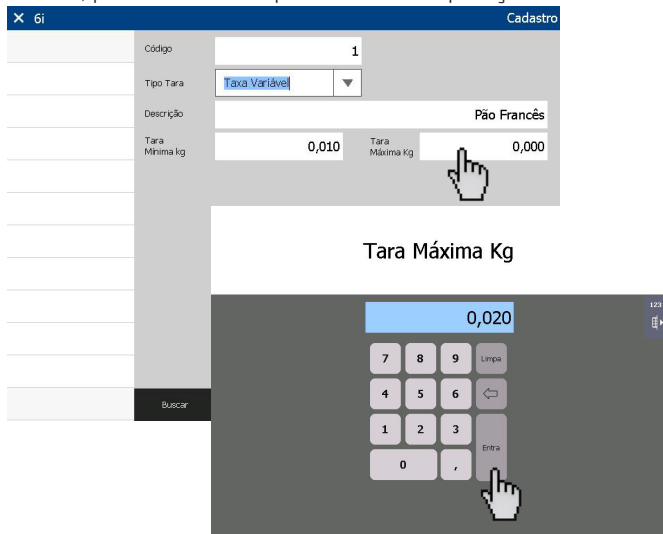 6i Cadastro
Código 1
Tipo Tara Taxa Variável
Descrição Pão Francês
Tara
Mínima kg 0,010 Tara
Máxima Kg 0,000
Tara Máxima Kg
0,020
123
7 8 9 Limpa
4 5 6
1 2 3
Entra
0 ,
Buscar